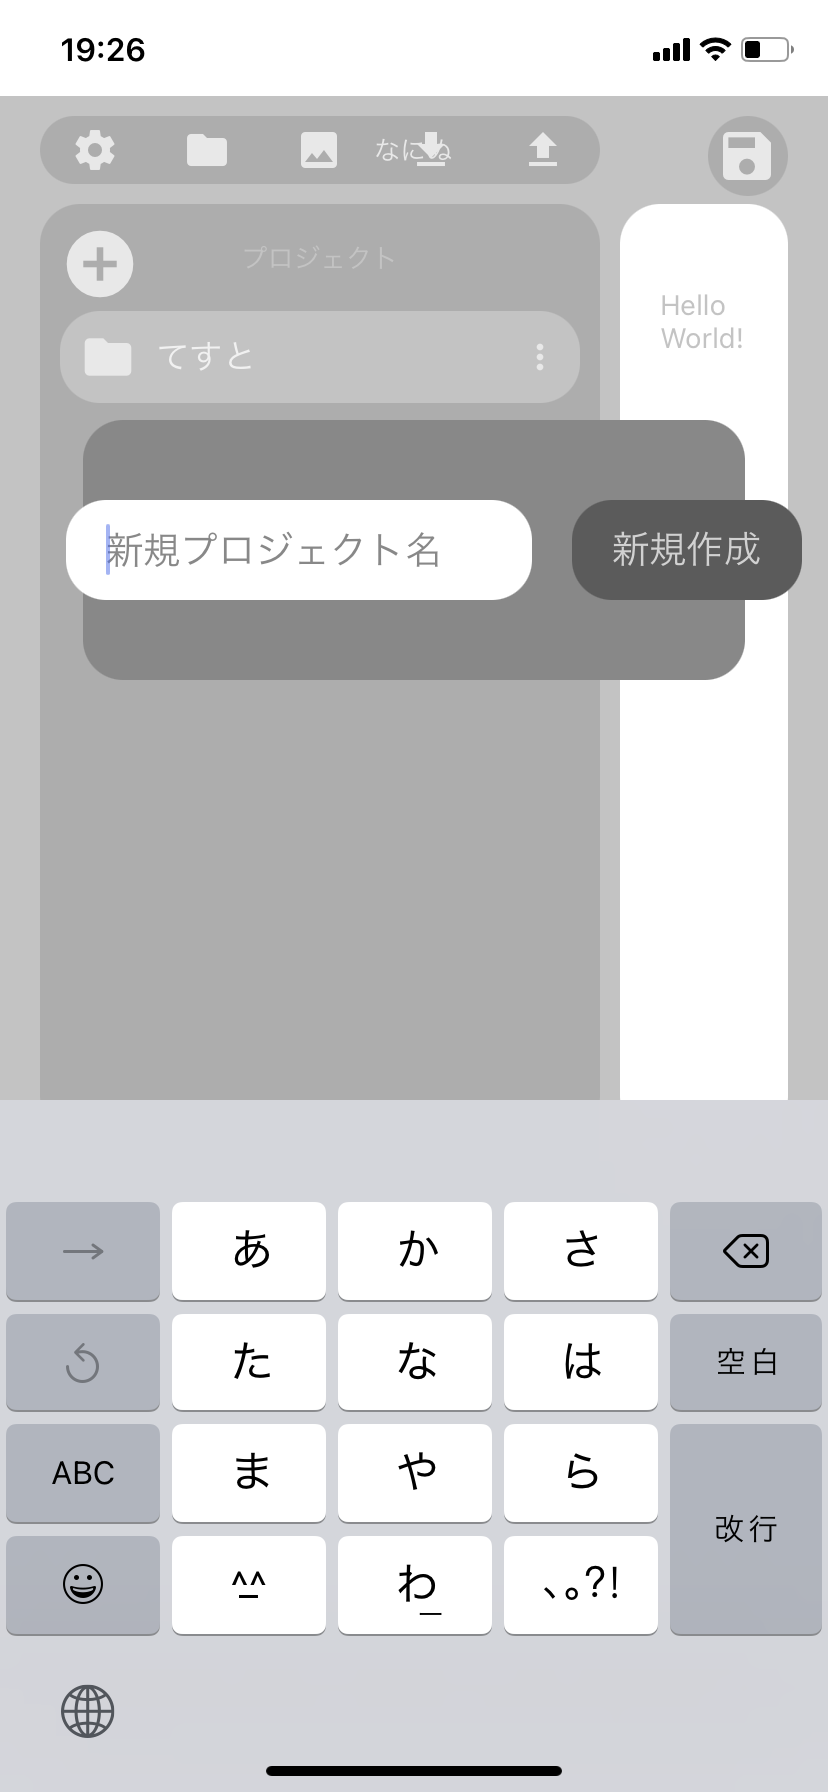 19:26
なにぬ
プロジェクト
Hello
World!
てすと
新規プロジェクト名
新規作成
→
あ
か
さ
た
な
は
空白
ABC
ま
や
ら
改行
^^
わ
、。?!